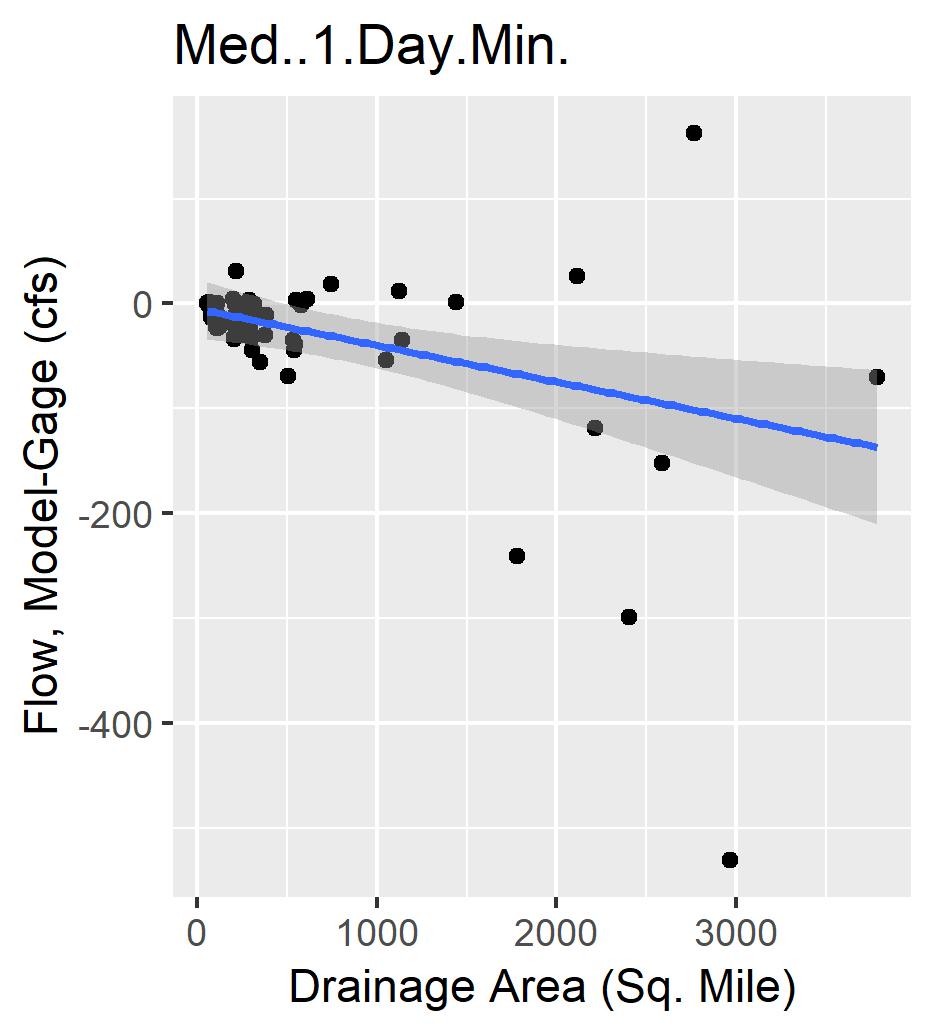 Med..1.Day.Min.
Flow, Model-Gage (cfs)
0
-200
-400
0
1000
2000
3000
Drainage Area (Sq. Mile)